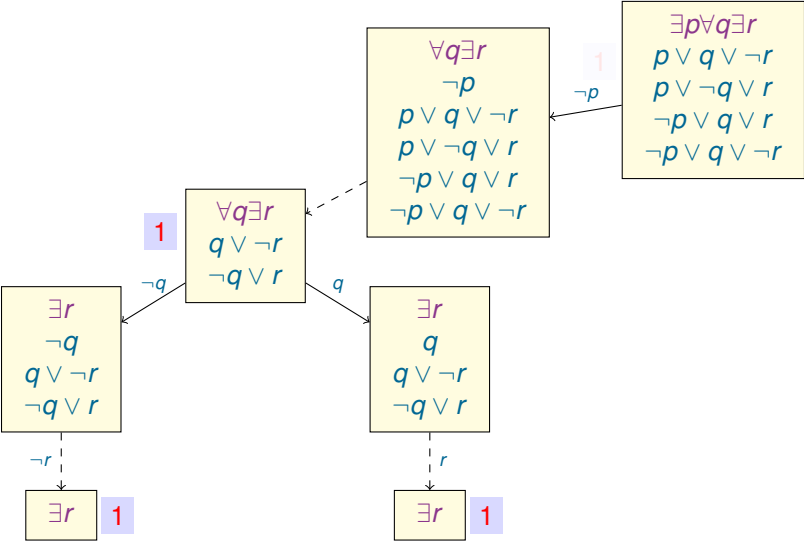 ∃p∀q∃r
p ∨ q ∨ ¬r
p ∨ ¬q ∨ r
¬p ∨ q ∨ r
¬p ∨ q ∨ ¬r
1
¬p
∀q∃r
¬p
p ∨ q ∨ ¬r
p ∨ ¬q ∨ r
¬p ∨ q ∨ r
¬p ∨ q ∨ ¬r
1
∀q∃r
q ∨ ¬r
¬q ∨ r
¬q
q
∃r
¬q
q ∨ ¬r
¬q ∨ r
∃r
q
q ∨ ¬r
¬q ∨ r
¬r
r
∃r
1
∃r
1